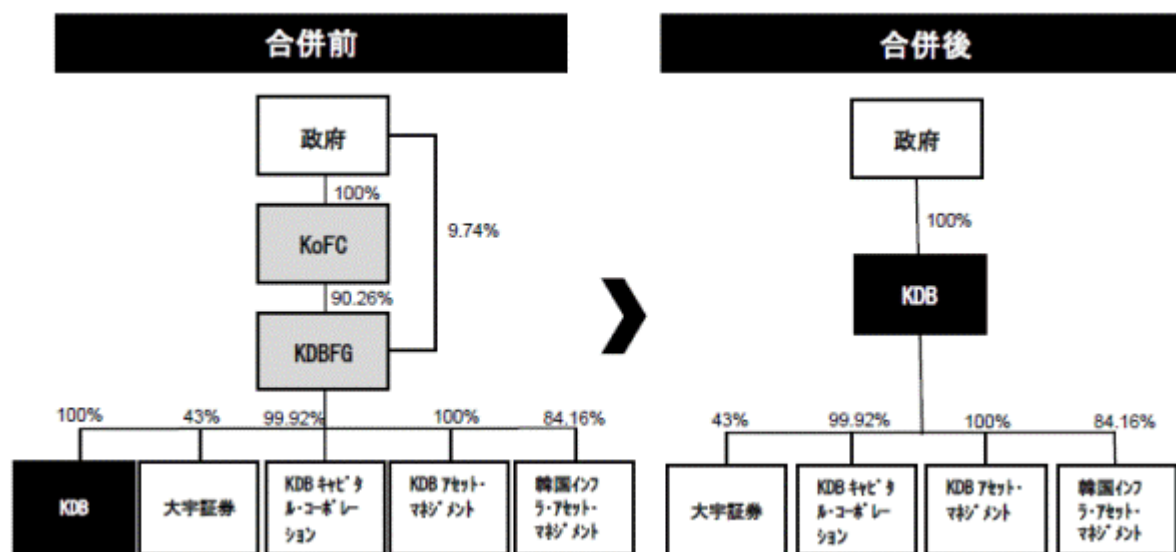 合併前
合併後
政府
100%
9.74%
KoFC
90.26%
KDBFG
100%
43%
99.92%
100%
84.16%
KDB
大宇証券
KDB ｷｬﾋﾟﾀ
ﾙ･ｺｰﾎﾟﾚｰ
ｼｮﾝ
KDB ｱｾｯﾄ･
ﾏﾈｼﾞﾒﾝﾄ
韓国ｲﾝﾌ
ﾗ･ｱｾｯﾄ･
ﾏﾈｼﾞﾒﾝﾄ
政府
100%
KDB
43%
99.92%
100%
84.16%
大宇証券
KDB ｷｬﾋﾟﾀ
ﾙ･ｺｰﾎﾟﾚｰ
ｼｮﾝ
KDB ｱｾｯﾄ･
ﾏﾈｼﾞﾒﾝﾄ
韓国ｲﾝﾌ
ﾗ･ｱｾｯﾄ･
ﾏﾈｼﾞﾒﾝﾄ